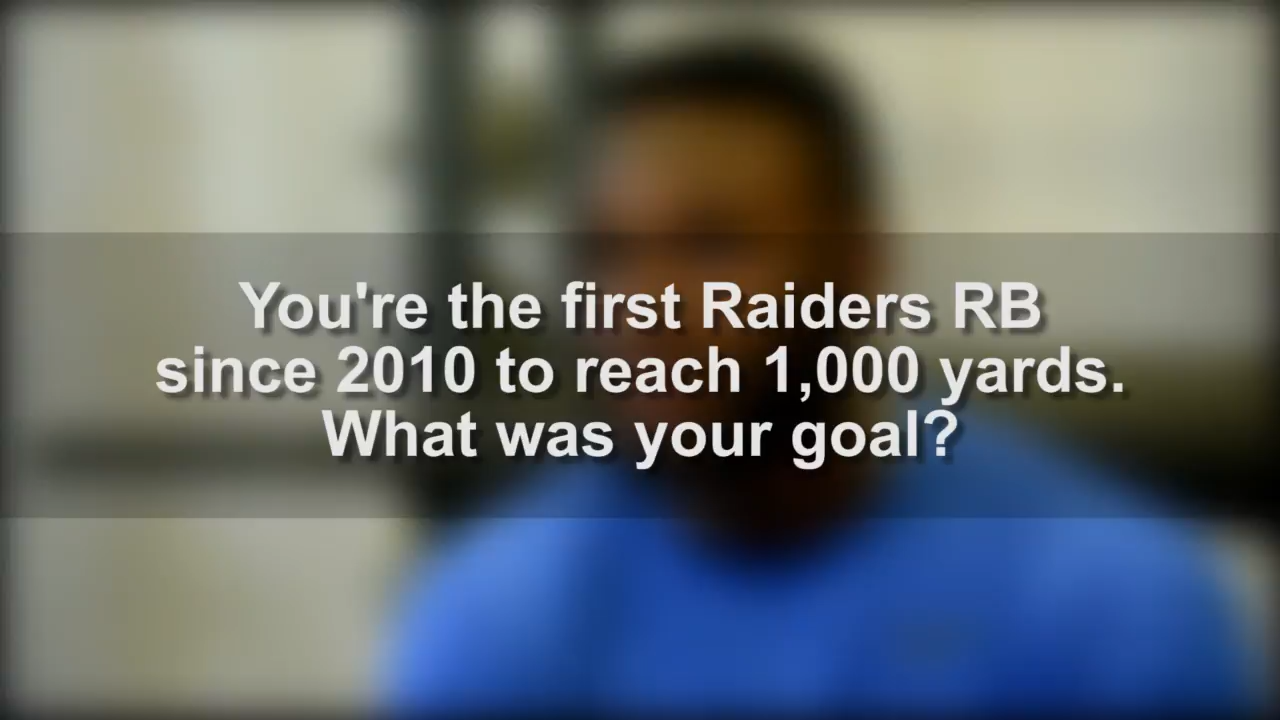 You're the first Raiders RB
since 2010 to reach 1,000 yards.
What was your goal?